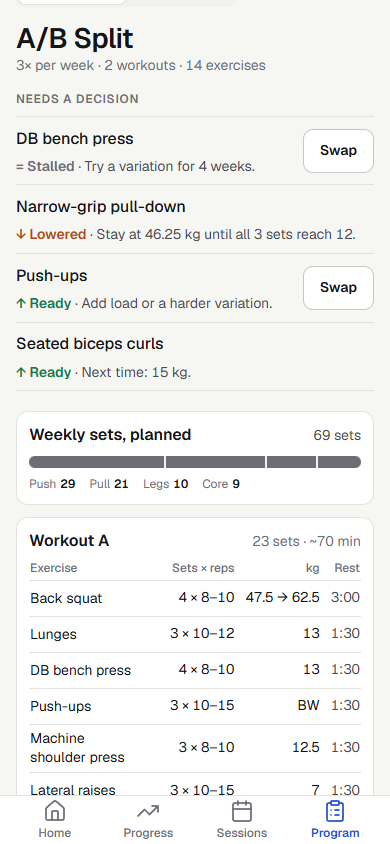 A/B Split
3× per week · 2 workouts · 14 exercises
NEEDS A DECISION
DB bench press
= Stalled · Try a variation for 4 weeks.
Swap
Narrow-grip pull-down
↓ Lowered · Stay at 46.25 kg until all 3 sets reach 12.
Push-ups
↑ Ready · Add load or a harder variation.
Swap
Seated biceps curls
↑ Ready · Next time: 15 kg.
Weekly sets, planned 69 sets
Push 29 Pull 21 Legs 10 Core 9
Workout A 23 sets · ~70 min
Exercise Sets × reps kg Rest
Back squat 4 × 8–10 47.5 → 62.5 3:00
Lunges 3 × 10–12 13 1:30
DB bench press 4 × 8–10 13 1:30
Push-ups 3 × 10–15 BW 1:30
Machine
shoulder press 3 × 8–10 12.5 1:30
Lateral raises 3 × 10–15 7 1:30
Home Progress Sessions Program